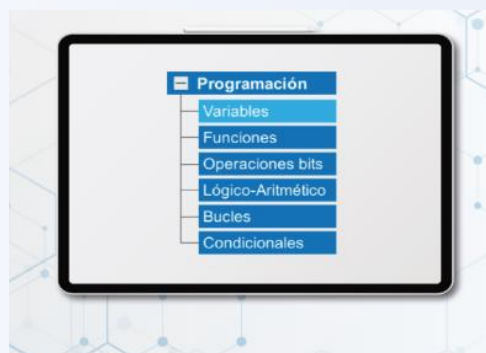 Programación
Variables
Funciones
Operaciones bits
Lógico-Aritmético
Bucles
Condicionales